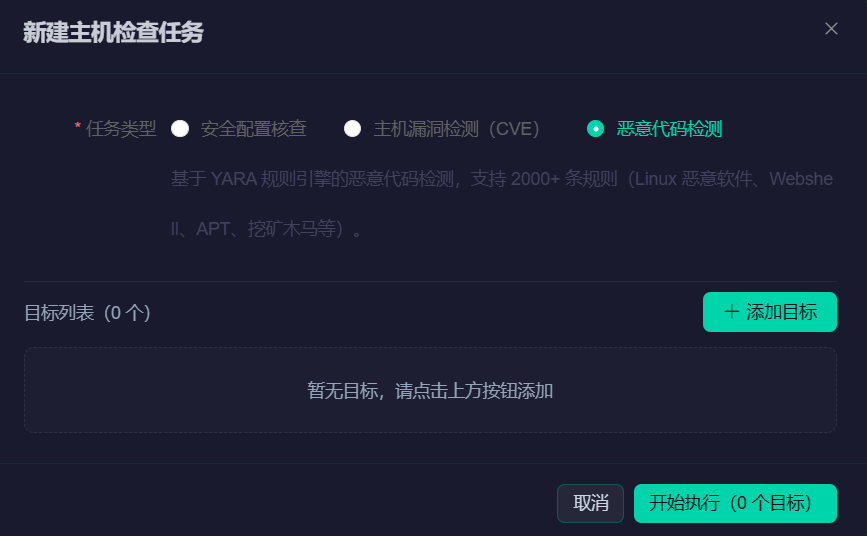 新建主机检查任务
* 任务类型 安全配置核查 主机漏洞检测（CVE） 恶意代码检测
基于 YARA 规则引擎的恶意代码检测，支持 2000+ 条规则（Linux 恶意软件、Webshe
ll、APT、挖矿木马等）。
目标列表（0 个） + 添加目标
暂无目标，请点击上方按钮添加
取消 开始执行（0 个目标）